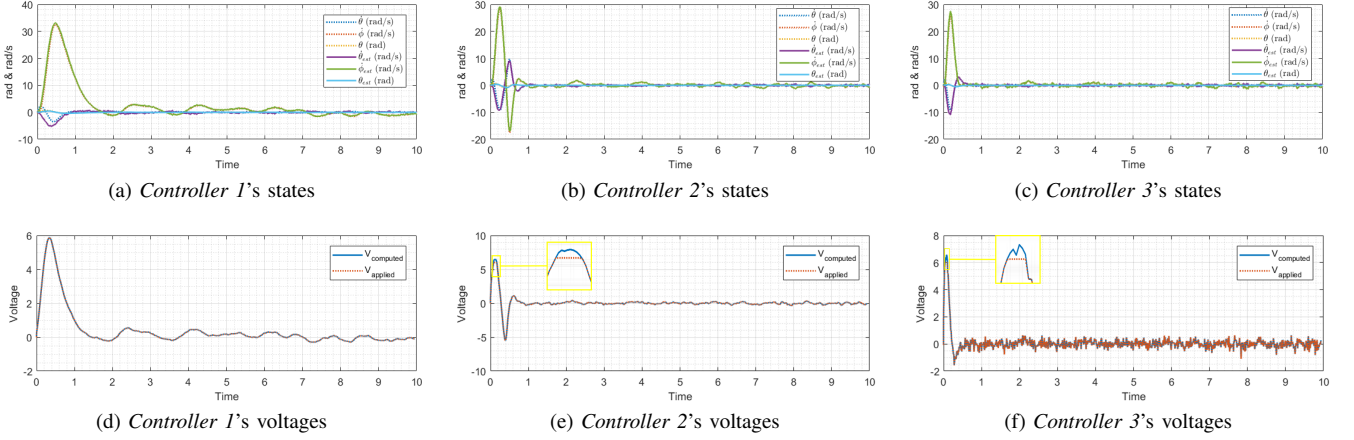 40
30
20
10
0
-10
-20
rad & rad/s
0 1 2 3 4 5 6 7 8 9 10
Time
θ̇ (rad/s)
φ̇ (rad/s)
θ (rad)
θ̇est (rad/s)
φ̇est (rad/s)
θest (rad)
(a) Controller 1's states
30
20
10
0
-10
-20
rad & rad/s
0 1 2 3 4 5 6 7 8 9 10
Time
θ̇ (rad/s)
φ̇ (rad/s)
θ (rad)
θ̇est (rad/s)
φ̇est (rad/s)
θest (rad)
(b) Controller 2's states
30
20
10
0
-10
-20
rad & rad/s
0 1 2 3 4 5 6 7 8 9 10
Time
θ̇ (rad/s)
φ̇ (rad/s)
θ (rad)
θ̇est (rad/s)
φ̇est (rad/s)
θest (rad)
(c) Controller 3's states
6
4
2
0
-2
Voltage
0 1 2 3 4 5 6 7 8 9 10
Time
Vcomputed
Vapplied
(d) Controller 1's voltages
10
5
0
-5
-10
Voltage
0 1 2 3 4 5 6 7 8 9 10
Time
Vcomputed
Vapplied
(e) Controller 2's voltages
8
6
4
2
0
-2
Voltage
0 1 2 3 4 5 6 7 8 9 10
Time
Vcomputed
Vapplied
(f) Controller 3's voltages